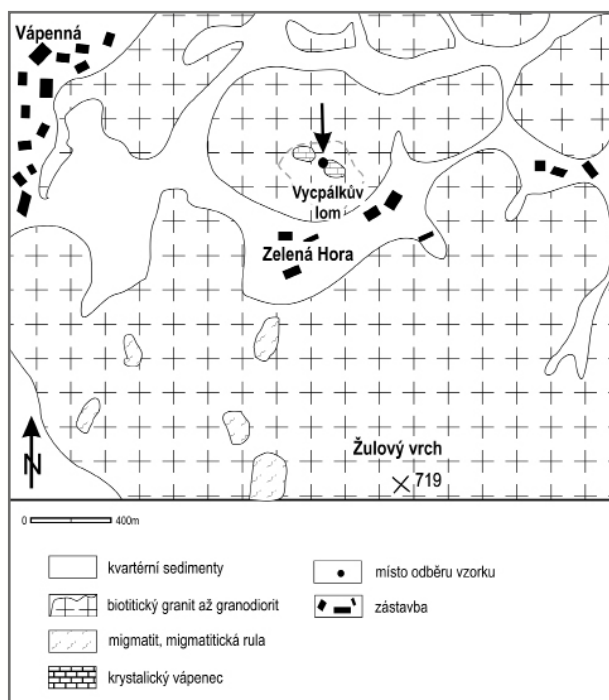 Vápenná
Vycpálkův
lom
Zelená Hora
Žulový vrch
719
N
0 400m
kvartérní sedimenty
biotitický granit až granodiorit
migmatit, migmatitická rula
krystalický vápenec
místo odběru vzorku
zástavba